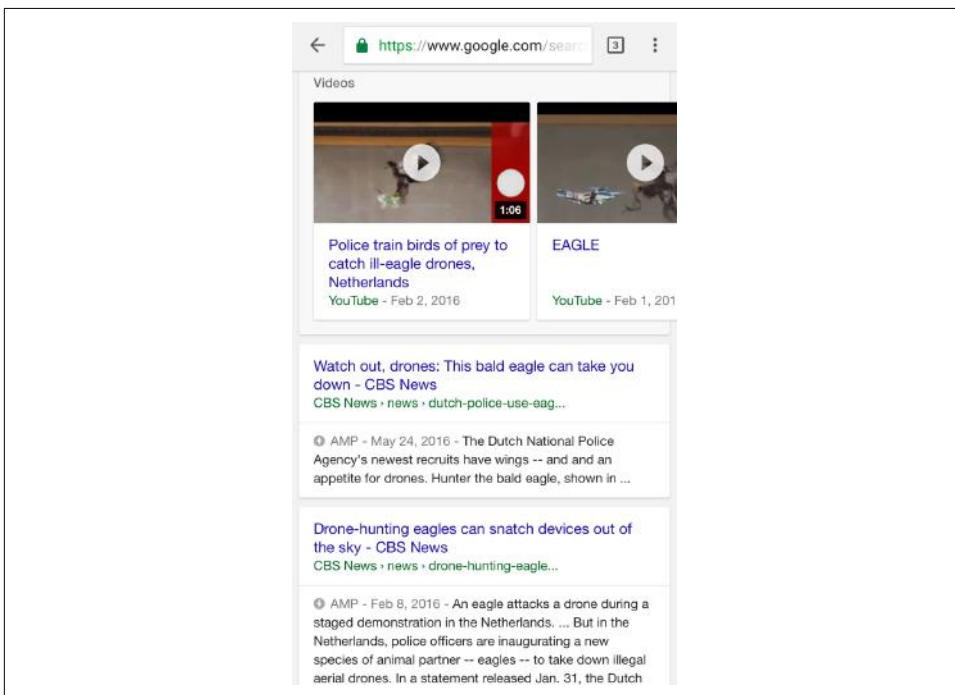 https://www.google.com/searc
3
Videos
1:06
Police train birds of prey to
catch ill-eagle drones,
Netherlands
YouTube - Feb 2, 2016
EAGLE
YouTube - Feb 1, 201
Watch out, drones: This bald eagle can take you
down - CBS News
CBS News › news › dutch-police-use-eag...
AMP - May 24, 2016 - The Dutch National Police
Agency's newest recruits have wings -- and and an
appetite for drones. Hunter the bald eagle, shown in ...
Drone-hunting eagles can snatch devices out of
the sky - CBS News
CBS News › news › drone-hunting-eagle...
AMP - Feb 8, 2016 - An eagle attacks a drone during a
staged demonstration in the Netherlands. ... But in the
Netherlands, police officers are inaugurating a new
species of animal partner -- eagles -- to take down illegal
aerial drones. In a statement released Jan. 31, the Dutch